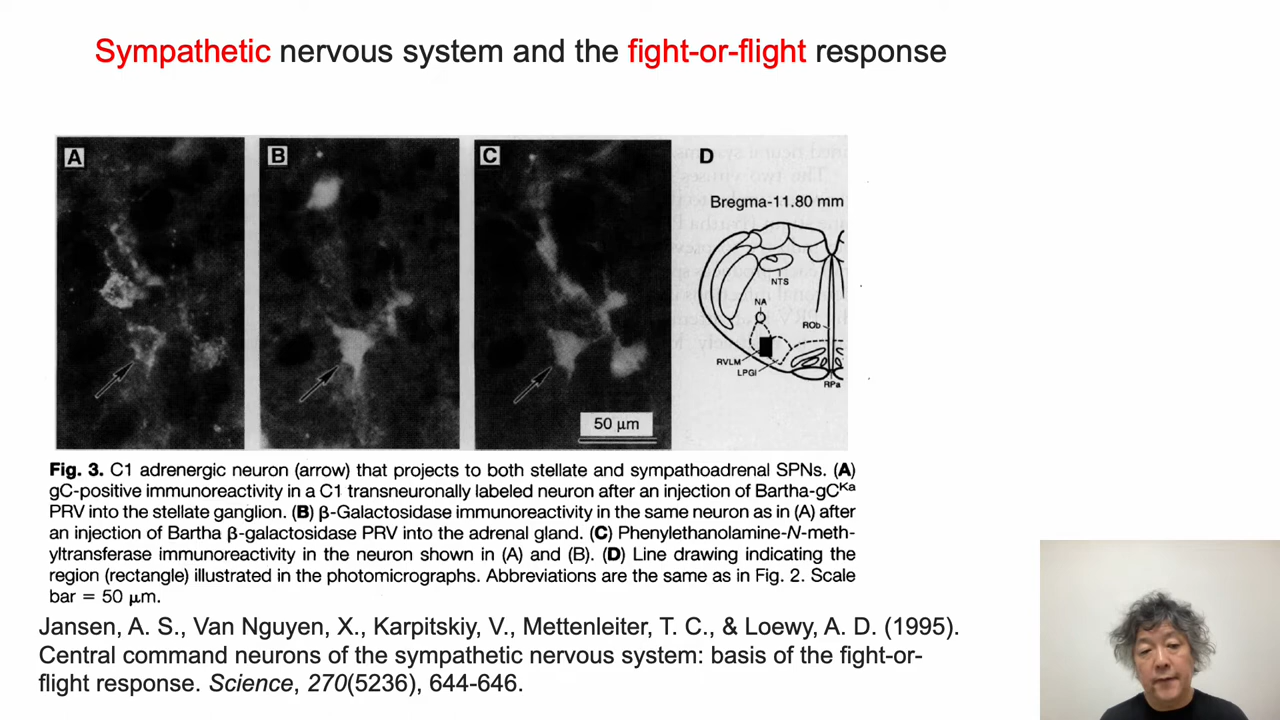 Sympathetic nervous system and the fight-or-flight response
A
B
C
D
Bregma-11.80 mm
NTS
NA
ROb
RVLM
LPGi
RPa
50 μm
Fig. 3. C1 adrenergic neuron (arrow) that projects to both stellate and sympathoadrenal SPNs. (A)
gC-positive immunoreactivity in a C1 transneuronally labeled neuron after an injection of Bartha-gCKa
PRV into the stellate ganglion. (B) β-Galactosidase immunoreactivity in the same neuron as in (A) after
an injection of Bartha β-galactosidase PRV into the adrenal gland. (C) Phenylethanolamine-N-meth-
yltransferase immunoreactivity in the neuron shown in (A) and (B). (D) Line drawing indicating the
region (rectangle) illustrated in the photomicrographs. Abbreviations are the same as in Fig. 2. Scale
bar = 50 μm.
Jansen, A. S., Van Nguyen, X., Karpitskiy, V., Mettenleiter, T. C., & Loewy, A. D. (1995).
Central command neurons of the sympathetic nervous system: basis of the fight-or-
flight response. Science, 270(5236), 644-646.